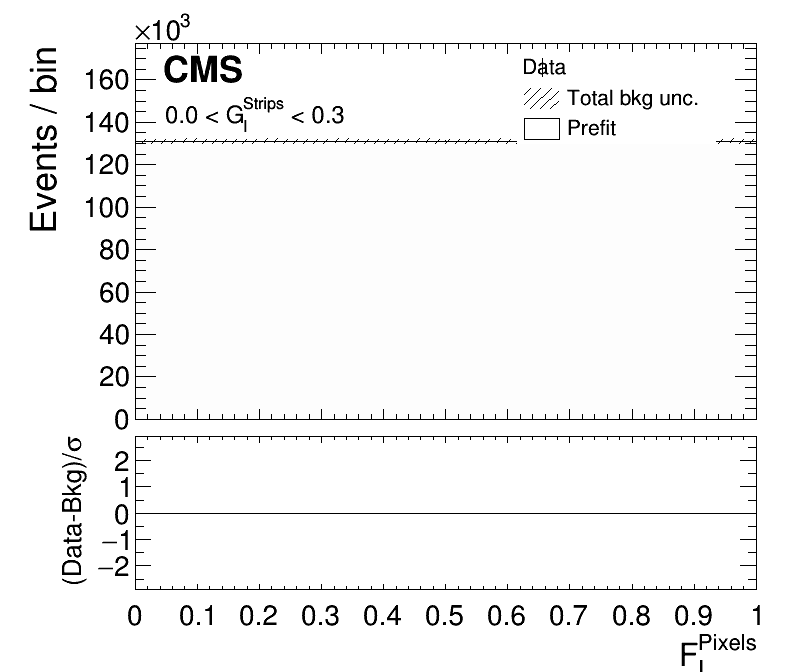 ×10³
Events / bin
160
140
120
100
80
60
40
20
0
CMS
0.0 < G_I^Strips < 0.3
Data
Total bkg unc.
Prefit
(Data-Bkg)/σ
2
1
0
−1
−2
0 0.1 0.2 0.3 0.4 0.5 0.6 0.7 0.8 0.9 1
F_I^Pixels